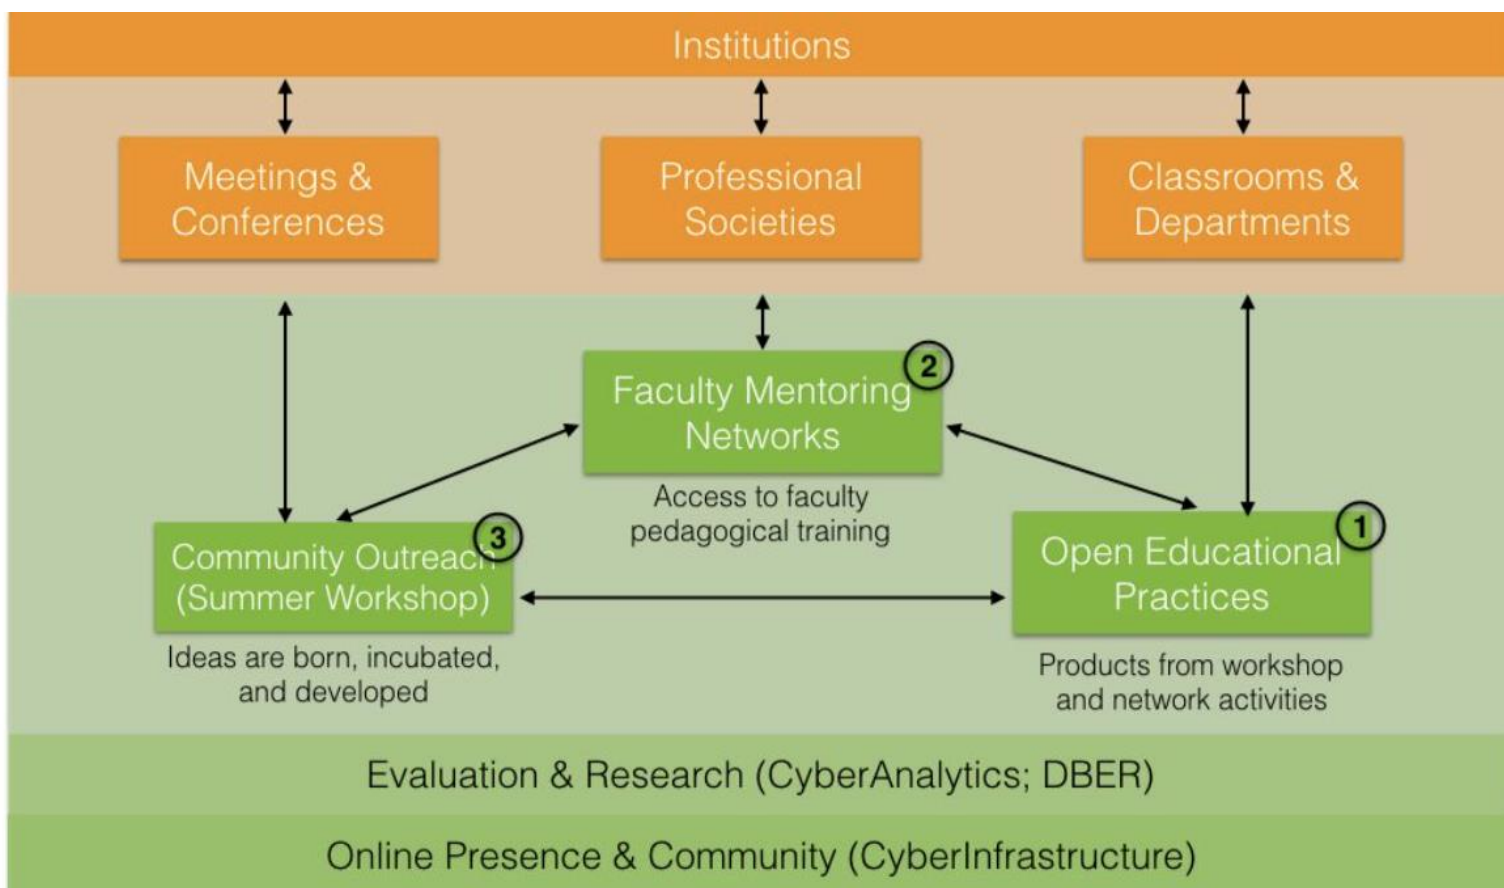 Institutions
Meetings &
Conferences
Professional
Societies
Classrooms &
Departments
2
Faculty Mentoring
Networks
Access to faculty
pedagogical training
3
Community Outreach
(Summer Workshop)
Ideas are born, incubated,
and developed
1
Open Educational
Practices
Products from workshop
and network activities
Evaluation & Research (CyberAnalytics; DBER)
Online Presence & Community (CyberInfrastructure)